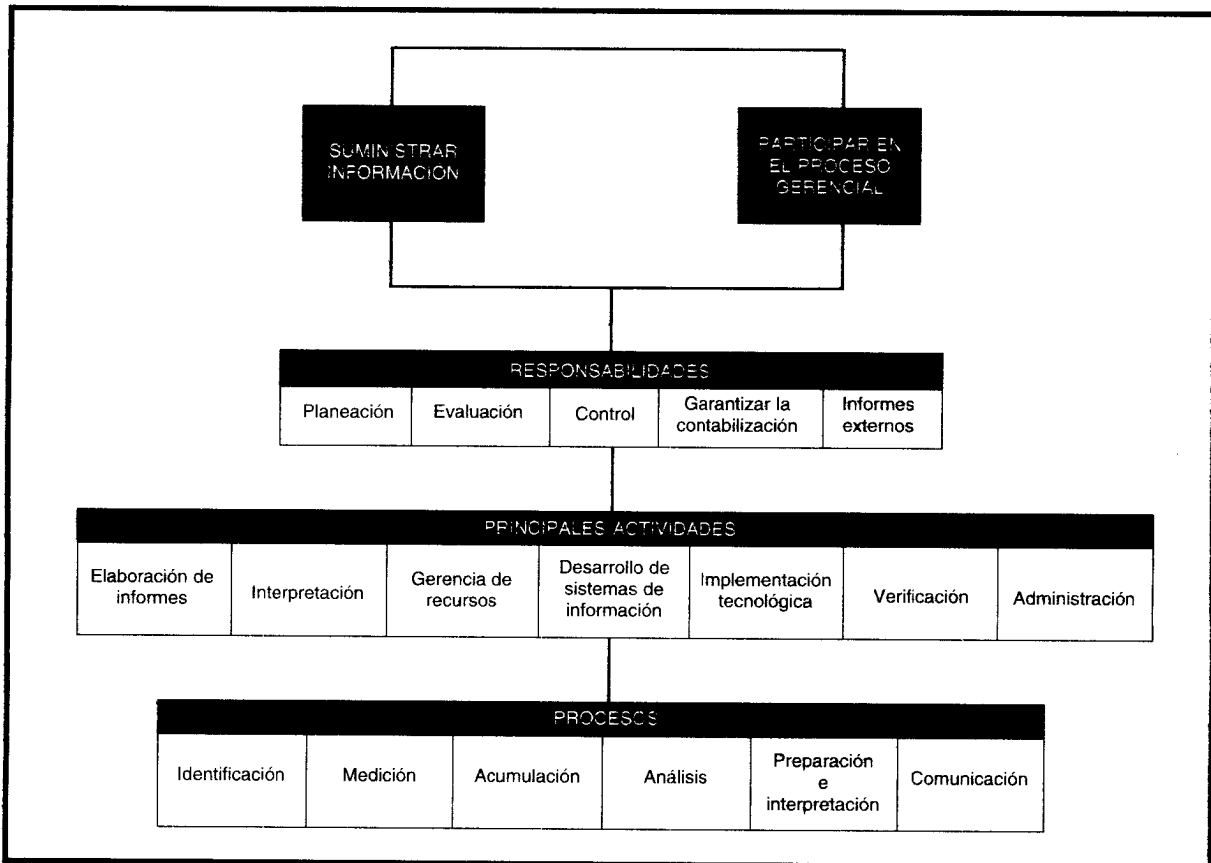 SUMINISTRAR
INFORMACIÓN
PARTICIPAR EN
EL PROCESO
GERENCIAL
RESPONSABILIDADES
Planeación
Evaluación
Control
Garantizar la
contabilización
Informes
externos
PRINCIPALES ACTIVIDADES
Elaboración de
informes
Interpretación
Gerencia de
recursos
Desarrollo de
sistemas de
información
Implementación
tecnológica
Verificación
Administración
PROCESOS
Identificación
Medición
Acumulación
Análisis
Preparación
e
interpretación
Comunicación